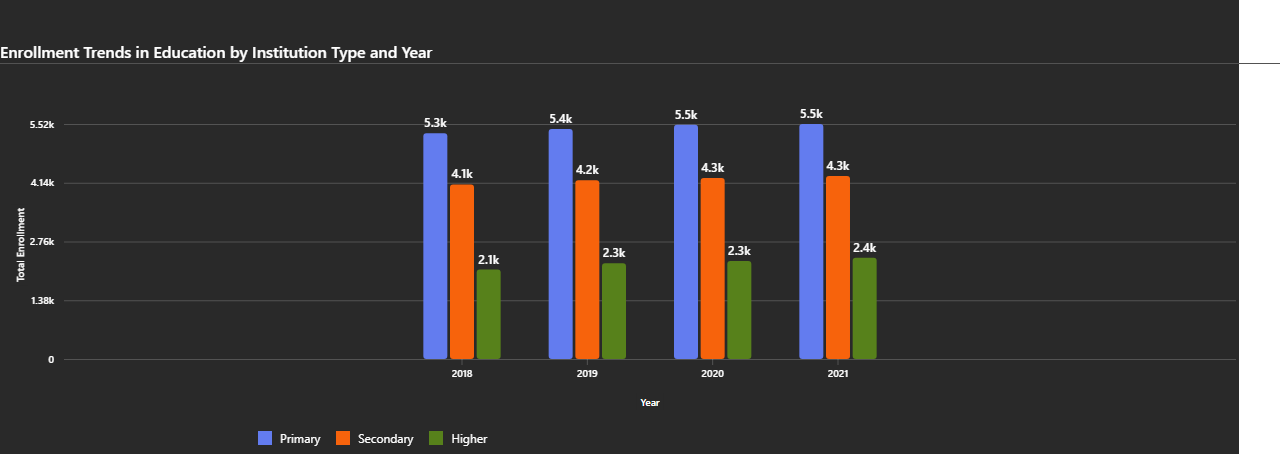 Enrollment Trends in Education by Institution Type and Year
5.52k
4.14k
2.76k
1.38k
0
Total Enrollment
5.3k
4.1k
2.1k
5.4k
4.2k
2.3k
5.5k
4.3k
2.3k
5.5k
4.3k
2.4k
2018
2019
2020
2021
Year
Primary
Secondary
Higher